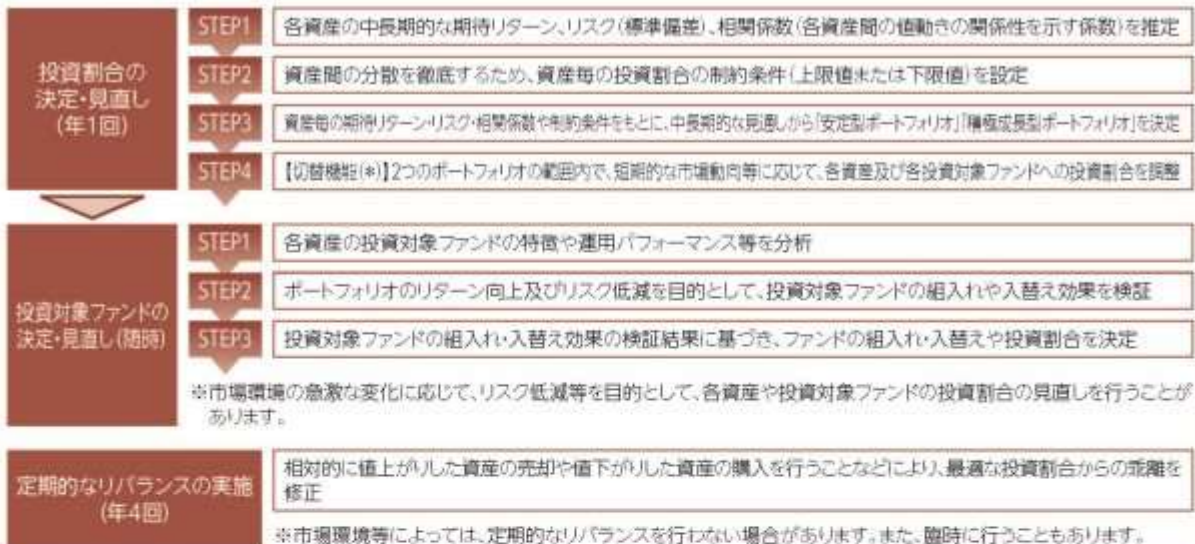 投資割合の
決定・見直し
(年1回)
STEP1
各資産の中長期的な期待リターン、リスク(標準偏差)、相関係数(各資産間の値動きの関係性を示す係数)を推定
STEP2
資産間の分散を徹底するため、資産毎の投資割合の制約条件(上限値または下限値)を設定
STEP3
資産毎の期待リターン・リスク・相関係数や制約条件をもとに、中長期的な見通しから「安定型ポートフォリオ」「積極成長型ポートフォリオ」を決定
STEP4
【切替機能(*)】2つのポートフォリオの範囲内で、短期的な市場動向等に応じて、各資産及び各投資対象ファンドへの投資割合を調整
投資対象ファンドの
決定・見直し(随時)
STEP1
各資産の投資対象ファンドの特徴や運用パフォーマンス等を分析
STEP2
ポートフォリオのリターン向上及びリスク低減を目的として、投資対象ファンドの組入れや入替え効果を検証
STEP3
投資対象ファンドの組入れ・入替え効果の検証結果に基づき、ファンドの組入れ・入替えや投資割合を決定
※市場環境の急激な変化に応じて、リスク低減等を目的として、各資産や投資対象ファンドの投資割合の見直しを行うことが
あります。
定期的なリバランスの実施
(年4回)
相対的に値上がりした資産の売却や値下がりした資産の購入を行うことなどにより、最適な投資割合からの乖離を
修正
※市場環境等によっては、定期的なリバランスを行わない場合があります。また、臨時に行うこともあります。